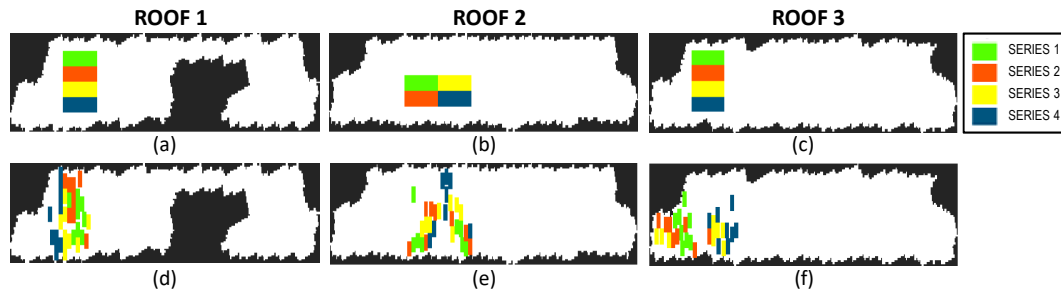 ROOF 1
ROOF 2
ROOF 3
SERIES 1
SERIES 2
SERIES 3
SERIES 4
(a)
(b)
(c)
(d)
(e)
(f)